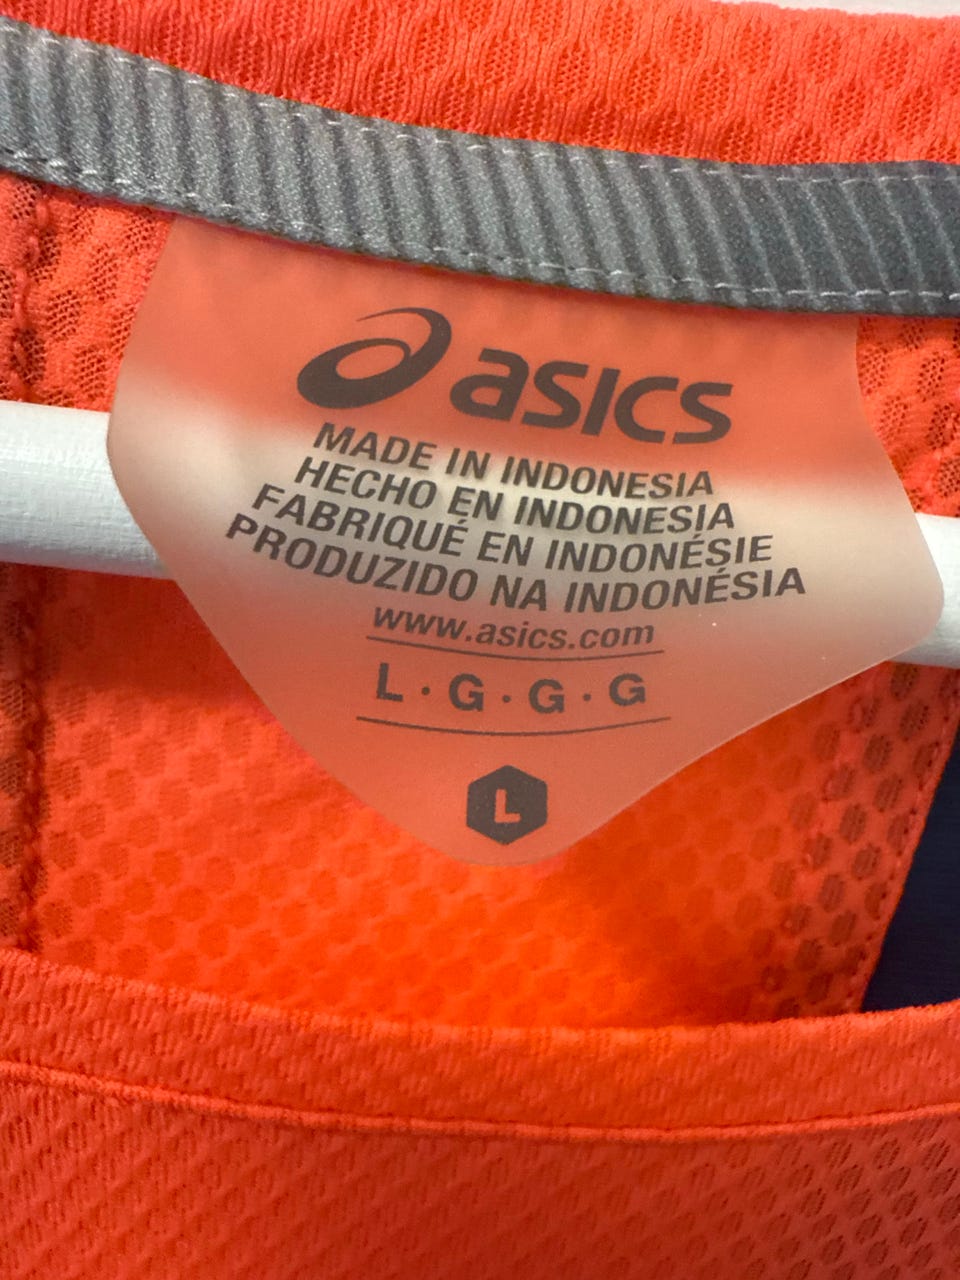 asics
MADE IN INDONESIA
HECHO EN INDONESIA
FABRIQUÉ EN INDONÉSIE
PRODUZIDO NA INDONÉSIA
www.asics.com
L·G·G·G
L